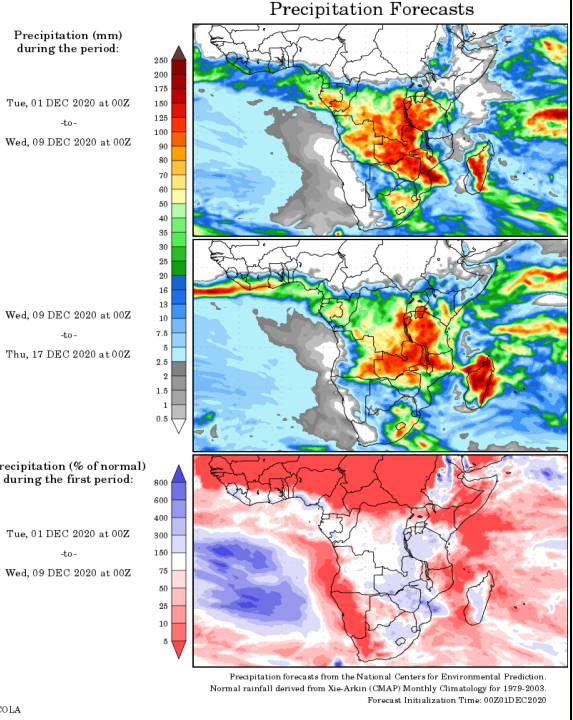 Precipitation Forecasts
Precipitation (mm)
during the period:
Tue, 01 DEC 2020 at 00Z
-to-
Wed, 09 DEC 2020 at 00Z
250
200
175
150
125
100
90
80
70
60
50
40
35
30
25
20
16
13
10
7.5
5
2.5
2
1.5
1
0.5
Wed, 09 DEC 2020 at 00Z
-to-
Thu, 17 DEC 2020 at 00Z
recipitation (% of normal)
during the first period:
Tue, 01 DEC 2020 at 00Z
-to-
Wed, 09 DEC 2020 at 00Z
800
600
400
300
150
75
50
25
10
5
Precipitation forecasts from the National Centers for Environmental Prediction.
Normal rainfall derived from Xie-Arkin (CMAP) Monthly Climatology for 1979-2003.
Forecast Initialization Time: 00Z01DEC2020
COLA